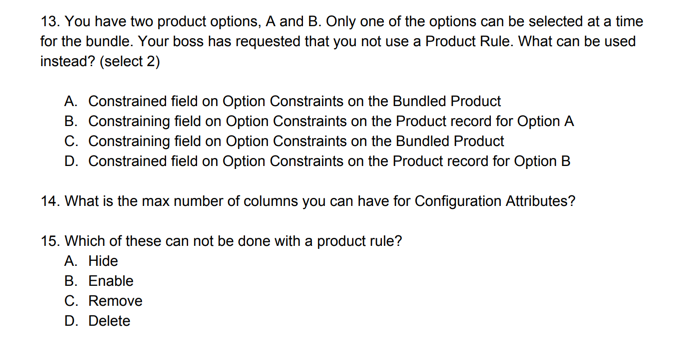 13. You have two product options, A and B. Only one of the options can be selected at a time
for the bundle. Your boss has requested that you not use a Product Rule. What can be used
instead? (select 2)
A. Constrained field on Option Constraints on the Bundled Product
B. Constraining field on Option Constraints on the Product record for Option A
C. Constraining field on Option Constraints on the Bundled Product
D. Constrained field on Option Constraints on the Product record for Option B
14. What is the max number of columns you can have for Configuration Attributes?
15. Which of these can not be done with a product rule?
A. Hide
B. Enable
C. Remove
D. Delete